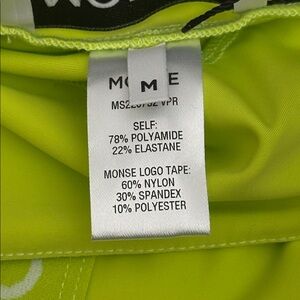 M
SELF:
78% POLYAMIDE
22% ELASTANE
MONSE LOGO TAPE:
60% NYLON
30% SPANDEX
10% POLYESTER